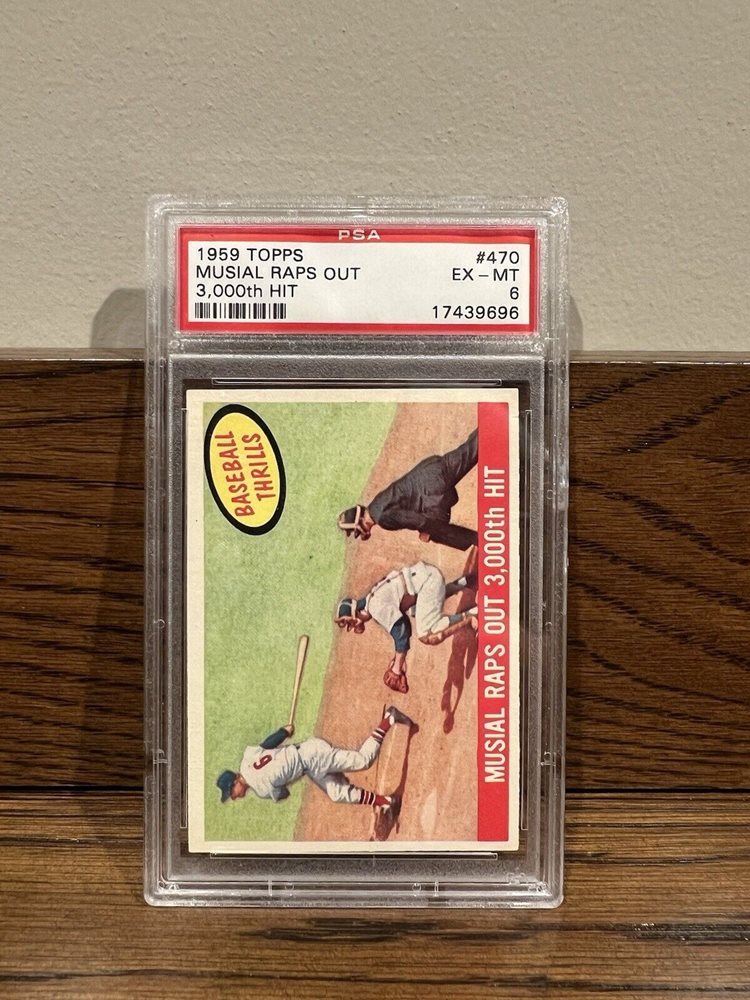 PSA
1959 TOPPS #470
MUSIAL RAPS OUT EX - MT
3,000th HIT 6
17439696
BASEBALL
THRILLS
6
MUSIAL RAPS OUT 3,000th HIT